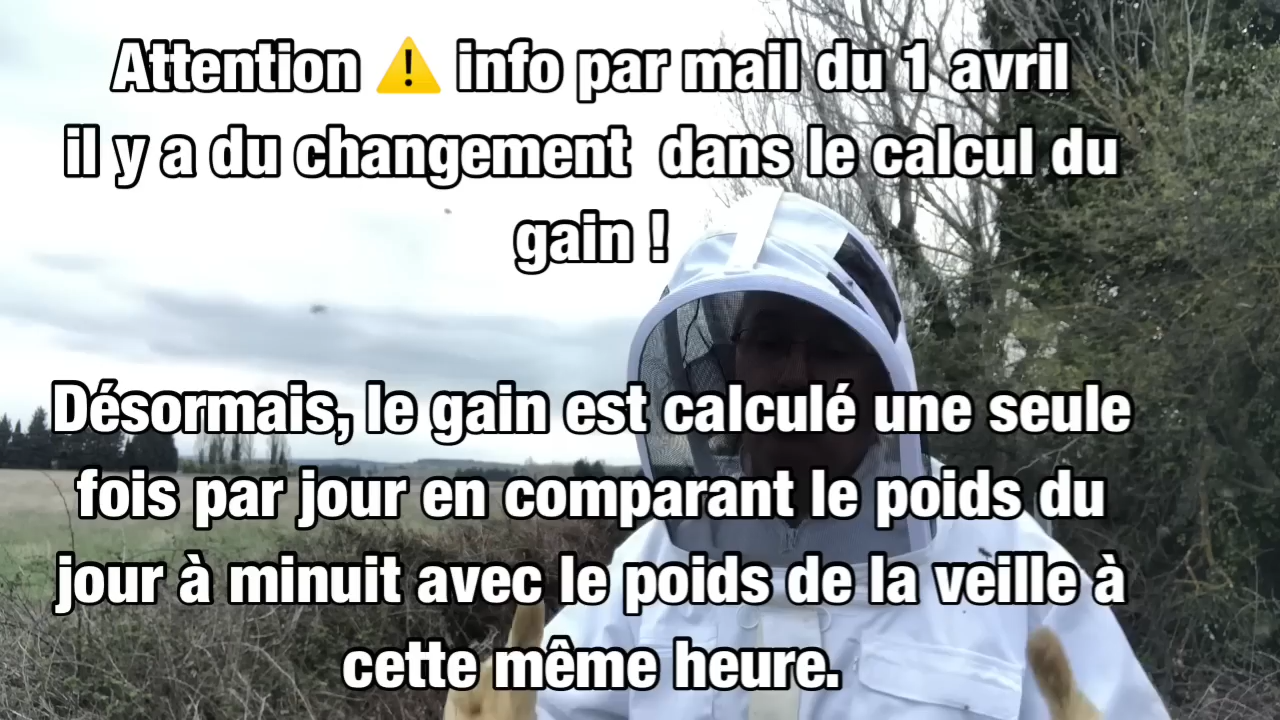 Attention ⚠️ info par mail du 1 avril
il y a du changement dans le calcul du
gain !
Désormais, le gain est calculé une seule
fois par jour en comparant le poids du
jour à minuit avec le poids de la veille à
cette même heure.